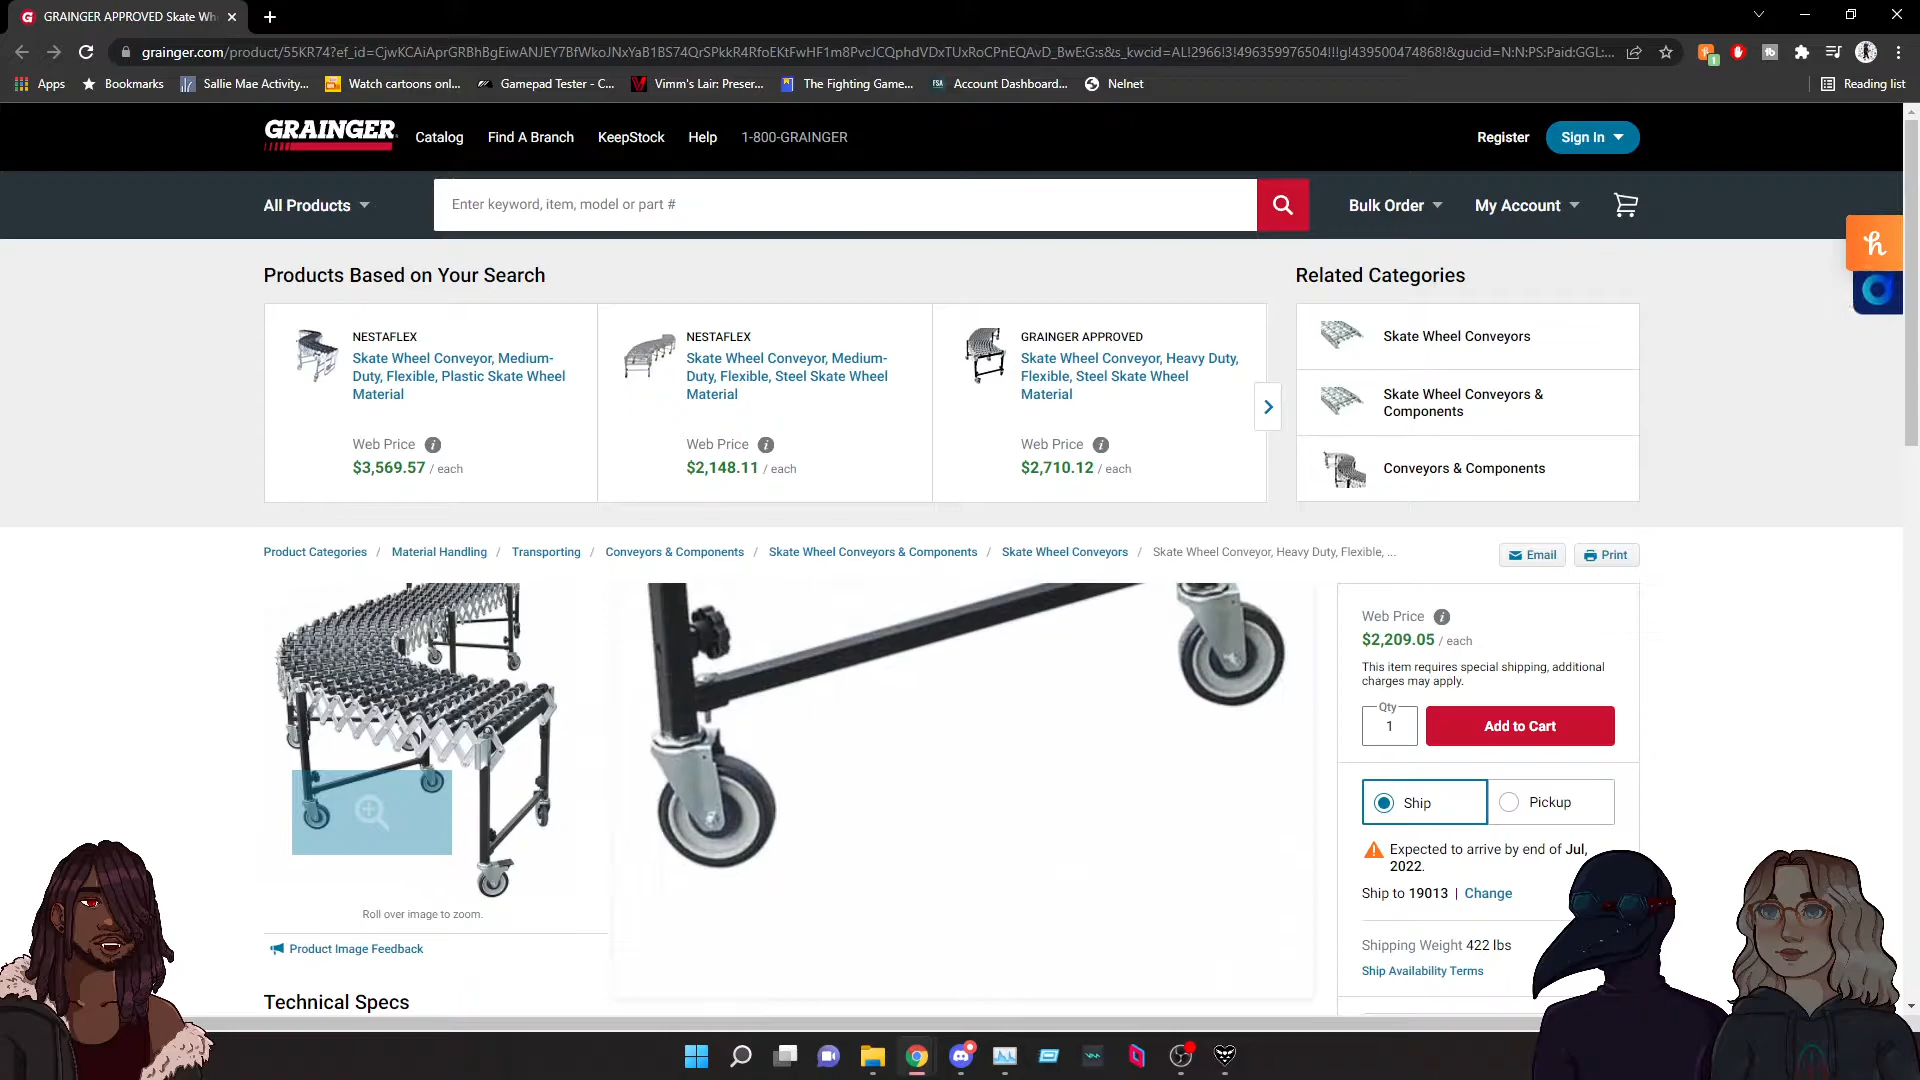 GRAINGER APPROVED Skate Wh
grainger.com/product/55KR74?ef_id=CjwKCAiAprGRBhBgEiwANJEY7BfWkoJNxYaB1BS74QrSPkkR4RfoEKtFwHF1m8PvcJCQphdVDxTUxRoCPnEQAvD_BwE:G:s&s_kwcid=AL!2966!3!496359976504!!!g!439500474868!&gucid=N:N:PS:Paid:GGL:...
Apps
Bookmarks
Sallie Mae Activity...
Watch cartoons onl...
Gamepad Tester - C...
Vimm's Lair: Preser...
The Fighting Game...
Account Dashboard...
Nelnet
Reading list
GRAINGER
Catalog
Find A Branch
KeepStock
Help
1-800-GRAINGER
Register
Sign In
All Products
Enter keyword, item, model or part #
Bulk Order
My Account
Products Based on Your Search
Related Categories
NESTAFLEX
Skate Wheel Conveyor, Medium-
Duty, Flexible, Plastic Skate Wheel
Material
Web Price
$3,569.57 / each
NESTAFLEX
Skate Wheel Conveyor, Medium-
Duty, Flexible, Steel Skate Wheel
Material
Web Price
$2,148.11 / each
GRAINGER APPROVED
Skate Wheel Conveyor, Heavy Duty,
Flexible, Steel Skate Wheel
Material
Web Price
$2,710.12 / each
Skate Wheel Conveyors
Skate Wheel Conveyors &
Components
Conveyors & Components
Product Categories / Material Handling / Transporting / Conveyors & Components / Skate Wheel Conveyors & Components / Skate Wheel Conveyors / Skate Wheel Conveyor, Heavy Duty, Flexible, ...
Email
Print
Web Price
$2,209.05 / each
This item requires special shipping, additional
charges may apply.
Qty
1
Add to Cart
Ship
Pickup
Expected to arrive by end of Jul,
2022.
Ship to 19013 | Change
Shipping Weight 422 lbs
Ship Availability Terms
Roll over image to zoom.
Product Image Feedback
Technical Specs